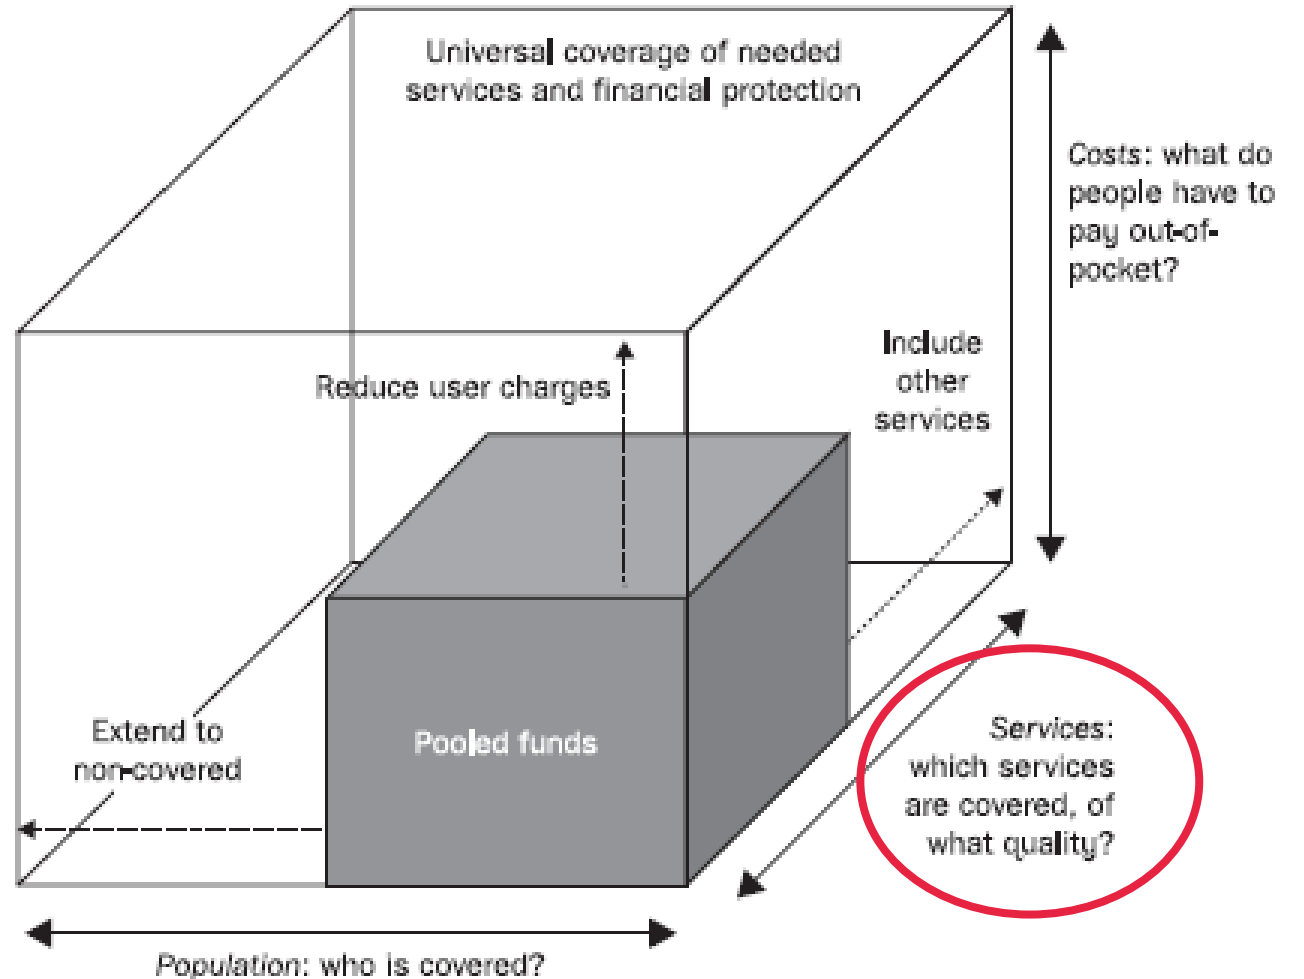 Universal coverage of needed
services and financial protection
Costs: what do
people have to
pay out-of-
pocket?
Include
other
services
Reduce user charges
Extend to
non-covered
Pooled funds
Services:
which services
are covered, of
what quality?
Population: who is covered?